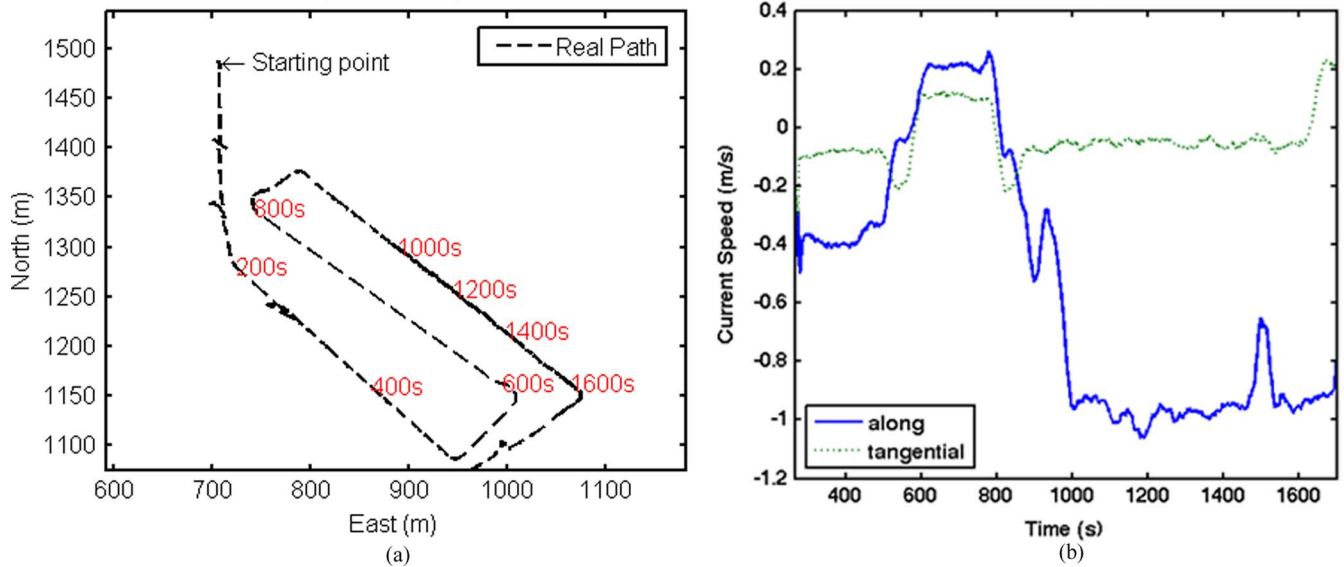 1500
1450
1400
1350
1300
1250
1200
1150
1100
North (m)
Real Path
Starting point
800s
1000s
200s
1200s
1400s
400s
600s
1600s
600
700
800
900
1000
1100
East (m)
(a)
0.4
0.2
0
-0.2
-0.4
-0.6
-0.8
-1
-1.2
Current Speed (m/s)
along
tangential
400
600
800
1000
1200
1400
1600
Time (s)
(b)